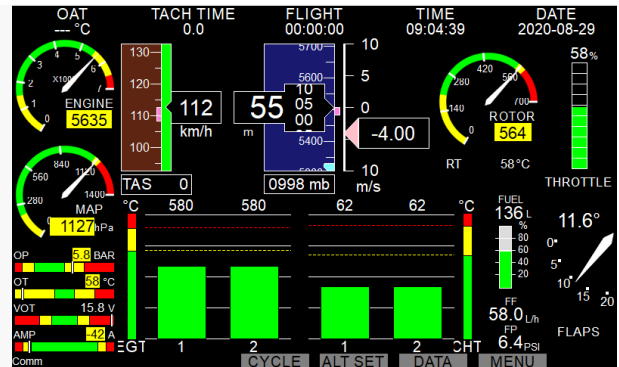 OAT TACH TIME FLIGHT TIME DATE
--- °C 0.0 00:00:00 09:04:39 2020-08-29
0 1 2 3 4 5 6 7
X100
ENGINE
5635
130
120
110
100
112
km/h
TAS 0
5700
5600
5400
55
10
05
00
m
0998 mb
10
5
0
5
10
-4.00
m/s
0 140 280 420 560 700
ROTOR
564
RT 58°C
58%
THROTTLE
280 560 840 1120 1400
MAP
1127 hPa
OP 5.8 BAR
OT 58 °C
VOT 15.8 V
AMP -42 A
°C 580 580 62 62 °C
EGT 1 2 1 2 CHT
FUEL
136 L
%
80
60
40
20
FF
58.0 L/h
FP
6.4 PSI
11.6°
0°
5°
10°
15 20
FLAPS
Comm CYCLE ALT SET DATA MENU